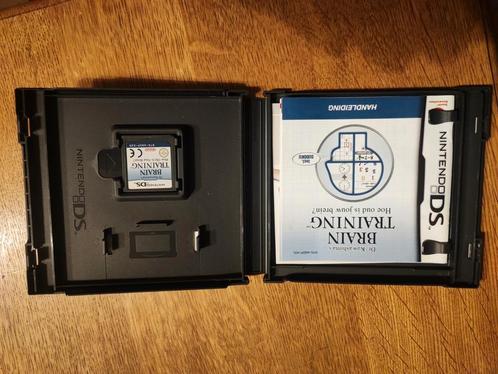 NINTENDO DS
BRAIN
TRAINING
NINTENDO DS
HANDLEIDING
Dr Kawashima's
BRAIN
TRAINING
Hoe oud is jouw brein?
NINTENDO DS